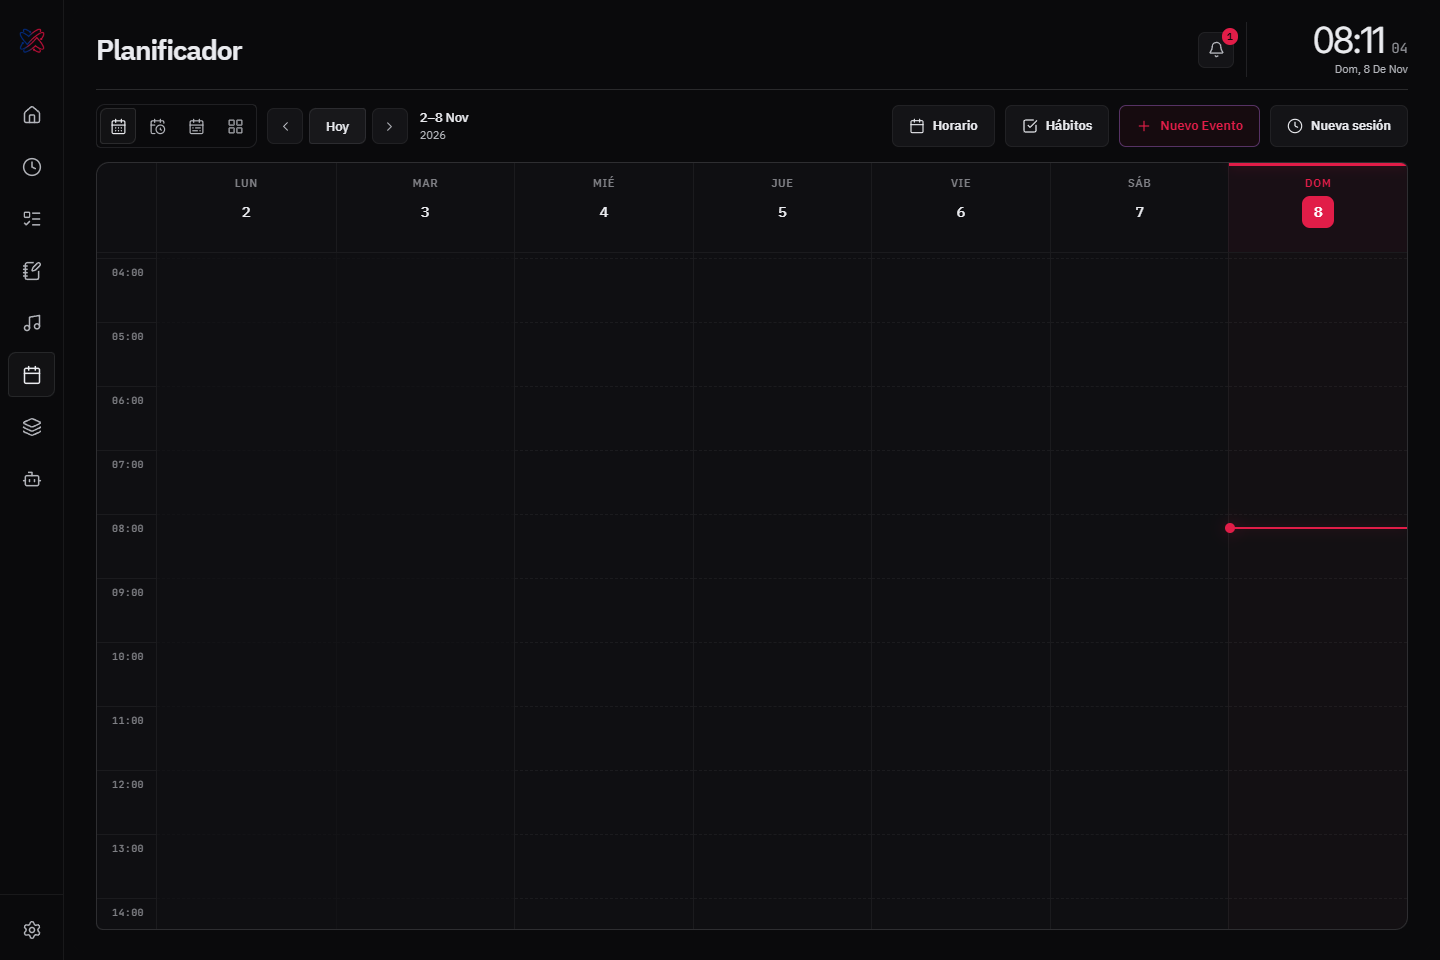 Planificador
1
08:11 04
Dom, 8 De Nov
Hoy
2–8 Nov
2026
Horario
Hábitos
Nuevo Evento
Nueva sesión
LUN
2
MAR
3
MIÉ
4
JUE
5
VIE
6
SÁB
7
DOM
8
04:00
05:00
06:00
07:00
08:00
09:00
10:00
11:00
12:00
13:00
14:00